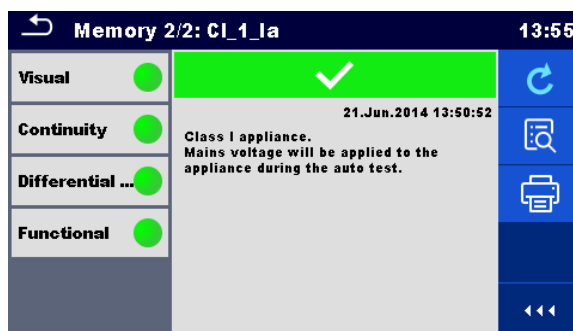 Memory 2/2: Cl_1_Ia
13:55
Visual
Continuity
Differential ...
Functional
21.Jun.2014 13:50:52
Class I appliance.
Mains voltage will be applied to the
appliance during the auto test.